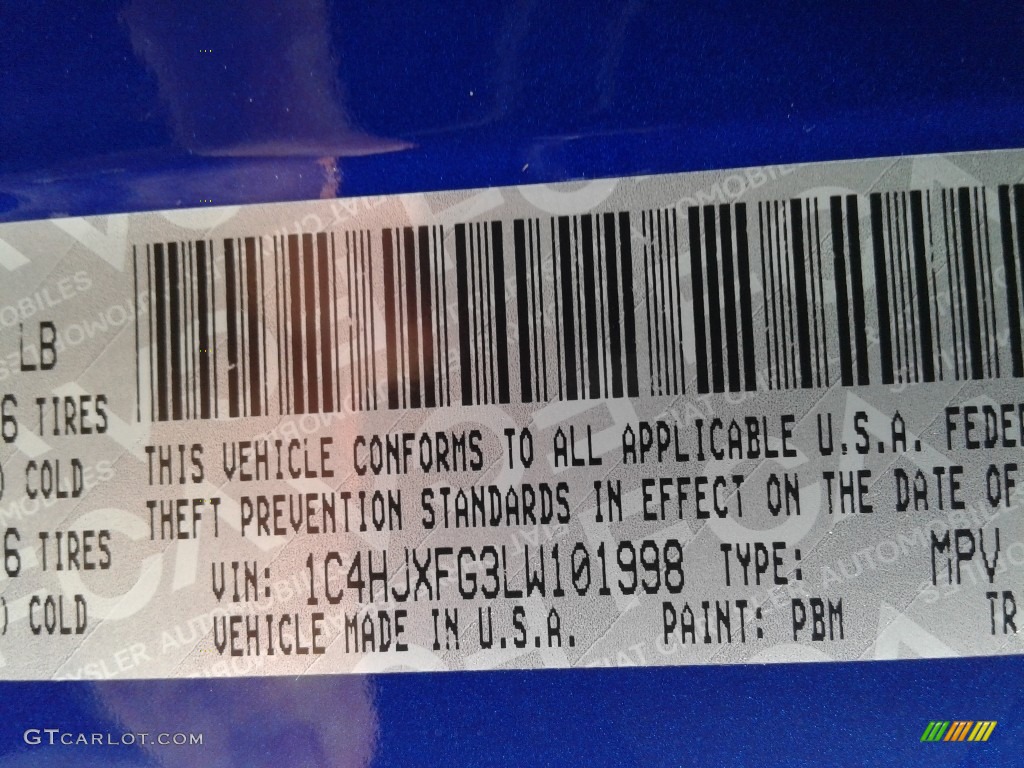 LB
6 TIRES
) COLD
6 TIRES
) COLD
THIS VEHICLE CONFORMS TO ALL APPLICABLE U.S.A. FEDE
THEFT PREVENTION STANDARDS IN EFFECT ON THE DATE OF
VIN: 1C4HJXFG3LW101998 TYPE: MPV
VEHICLE MADE IN U.S.A. PAINT: PBM TR
GTCARLOT.COM